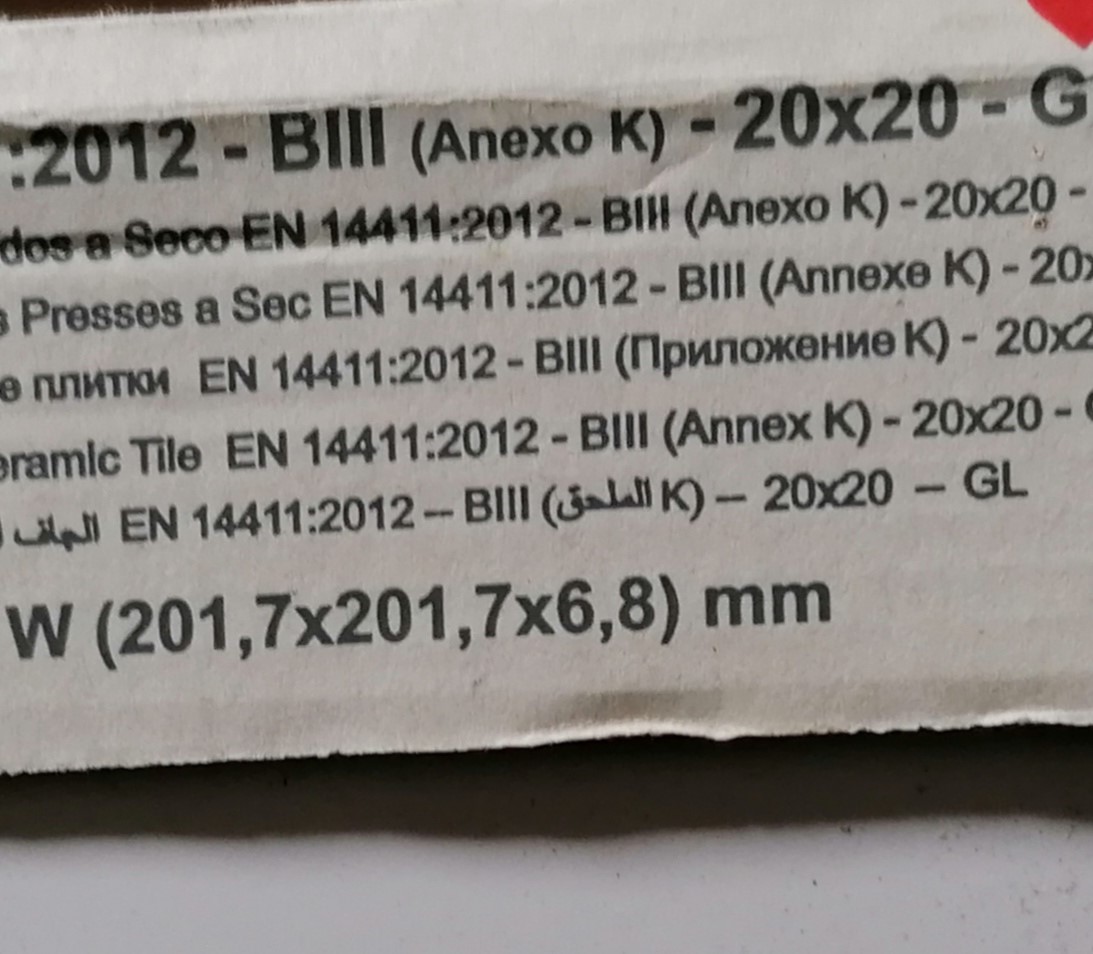 :2012 - BIII (Anexo K) - 20x20 - G
dos a Seco EN 14411:2012 - BIII (Anexo K) - 20x20 -
s Presses a Sec EN 14411:2012 - BIII (Annexe K) - 20x
е плитки EN 14411:2012 - BIII (Приложение K) - 20x2
eramic Tile EN 14411:2012 - BIII (Annex K) - 20x20 - G
الجاف EN 14411:2012 – BIII (الملحق K) – 20x20 – GL
W (201,7x201,7x6,8) mm